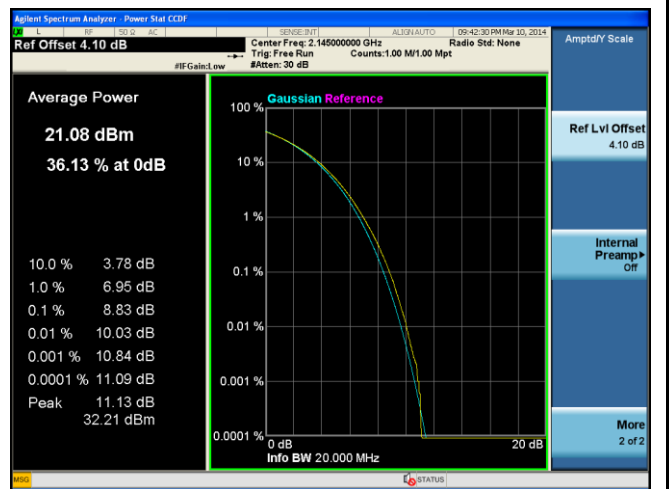 Agilent Spectrum Analyzer - Power Stat CCDF
L RF 50 Ω AC SENSE:INT ALIGN AUTO 09:42:30 PM Mar 10, 2014
Ref Offset 4.10 dB
Center Freq: 2.145000000 GHz Radio Std: None
Trig: Free Run Counts:1.00 M/1.00 Mpt
#IFGain:Low #Atten: 30 dB
Average Power
21.08 dBm
36.13 % at 0dB
10.0 % 3.78 dB
1.0 % 6.95 dB
0.1 % 8.83 dB
0.01 % 10.03 dB
0.001 % 10.84 dB
0.0001 % 11.09 dB
Peak 11.13 dB
32.21 dBm
Gaussian Reference
100 %
10 %
1 %
0.1 %
0.01 %
0.001 %
0.0001 %
0 dB 20 dB
Info BW 20.000 MHz
Amptd/Y Scale
Ref Lvl Offset
4.10 dB
Internal
Preamp
Off
More
2 of 2
MSG STATUS